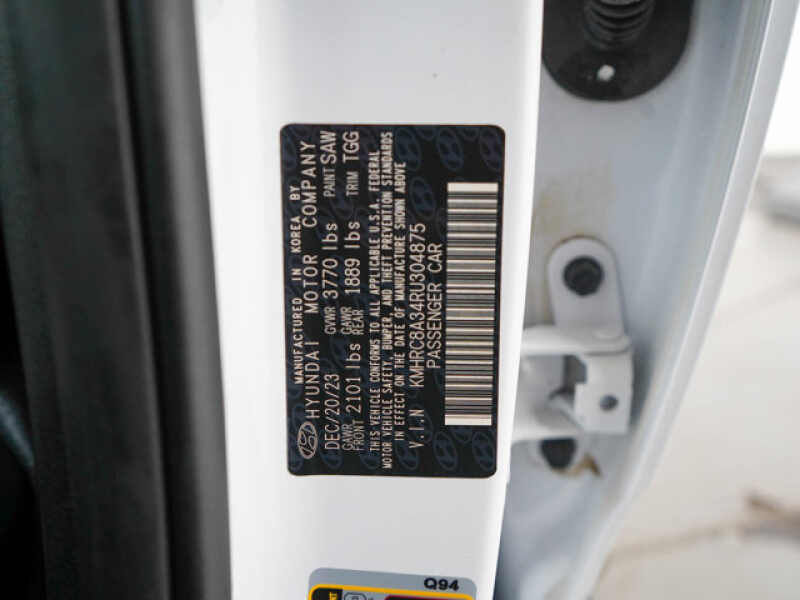 MANUFACTURED IN KOREA BY
HYUNDAI MOTOR COMPANY
DEC/20/23 GVWR 3770 lbs PAINT SAW
GAWR FRONT 2101 lbs GAWR REAR 1889 lbs TRIM TGG
THIS VEHICLE CONFORMS TO ALL APPLICABLE U.S.A. FEDERAL
MOTOR VEHICLE SAFETY, BUMPER, AND THEFT PREVENTION STANDARDS
IN EFFECT ON THE DATE OF MANUFACTURE SHOWN ABOVE
V.I.N KMHRC8A34RU304875
PASSENGER CAR
Q94